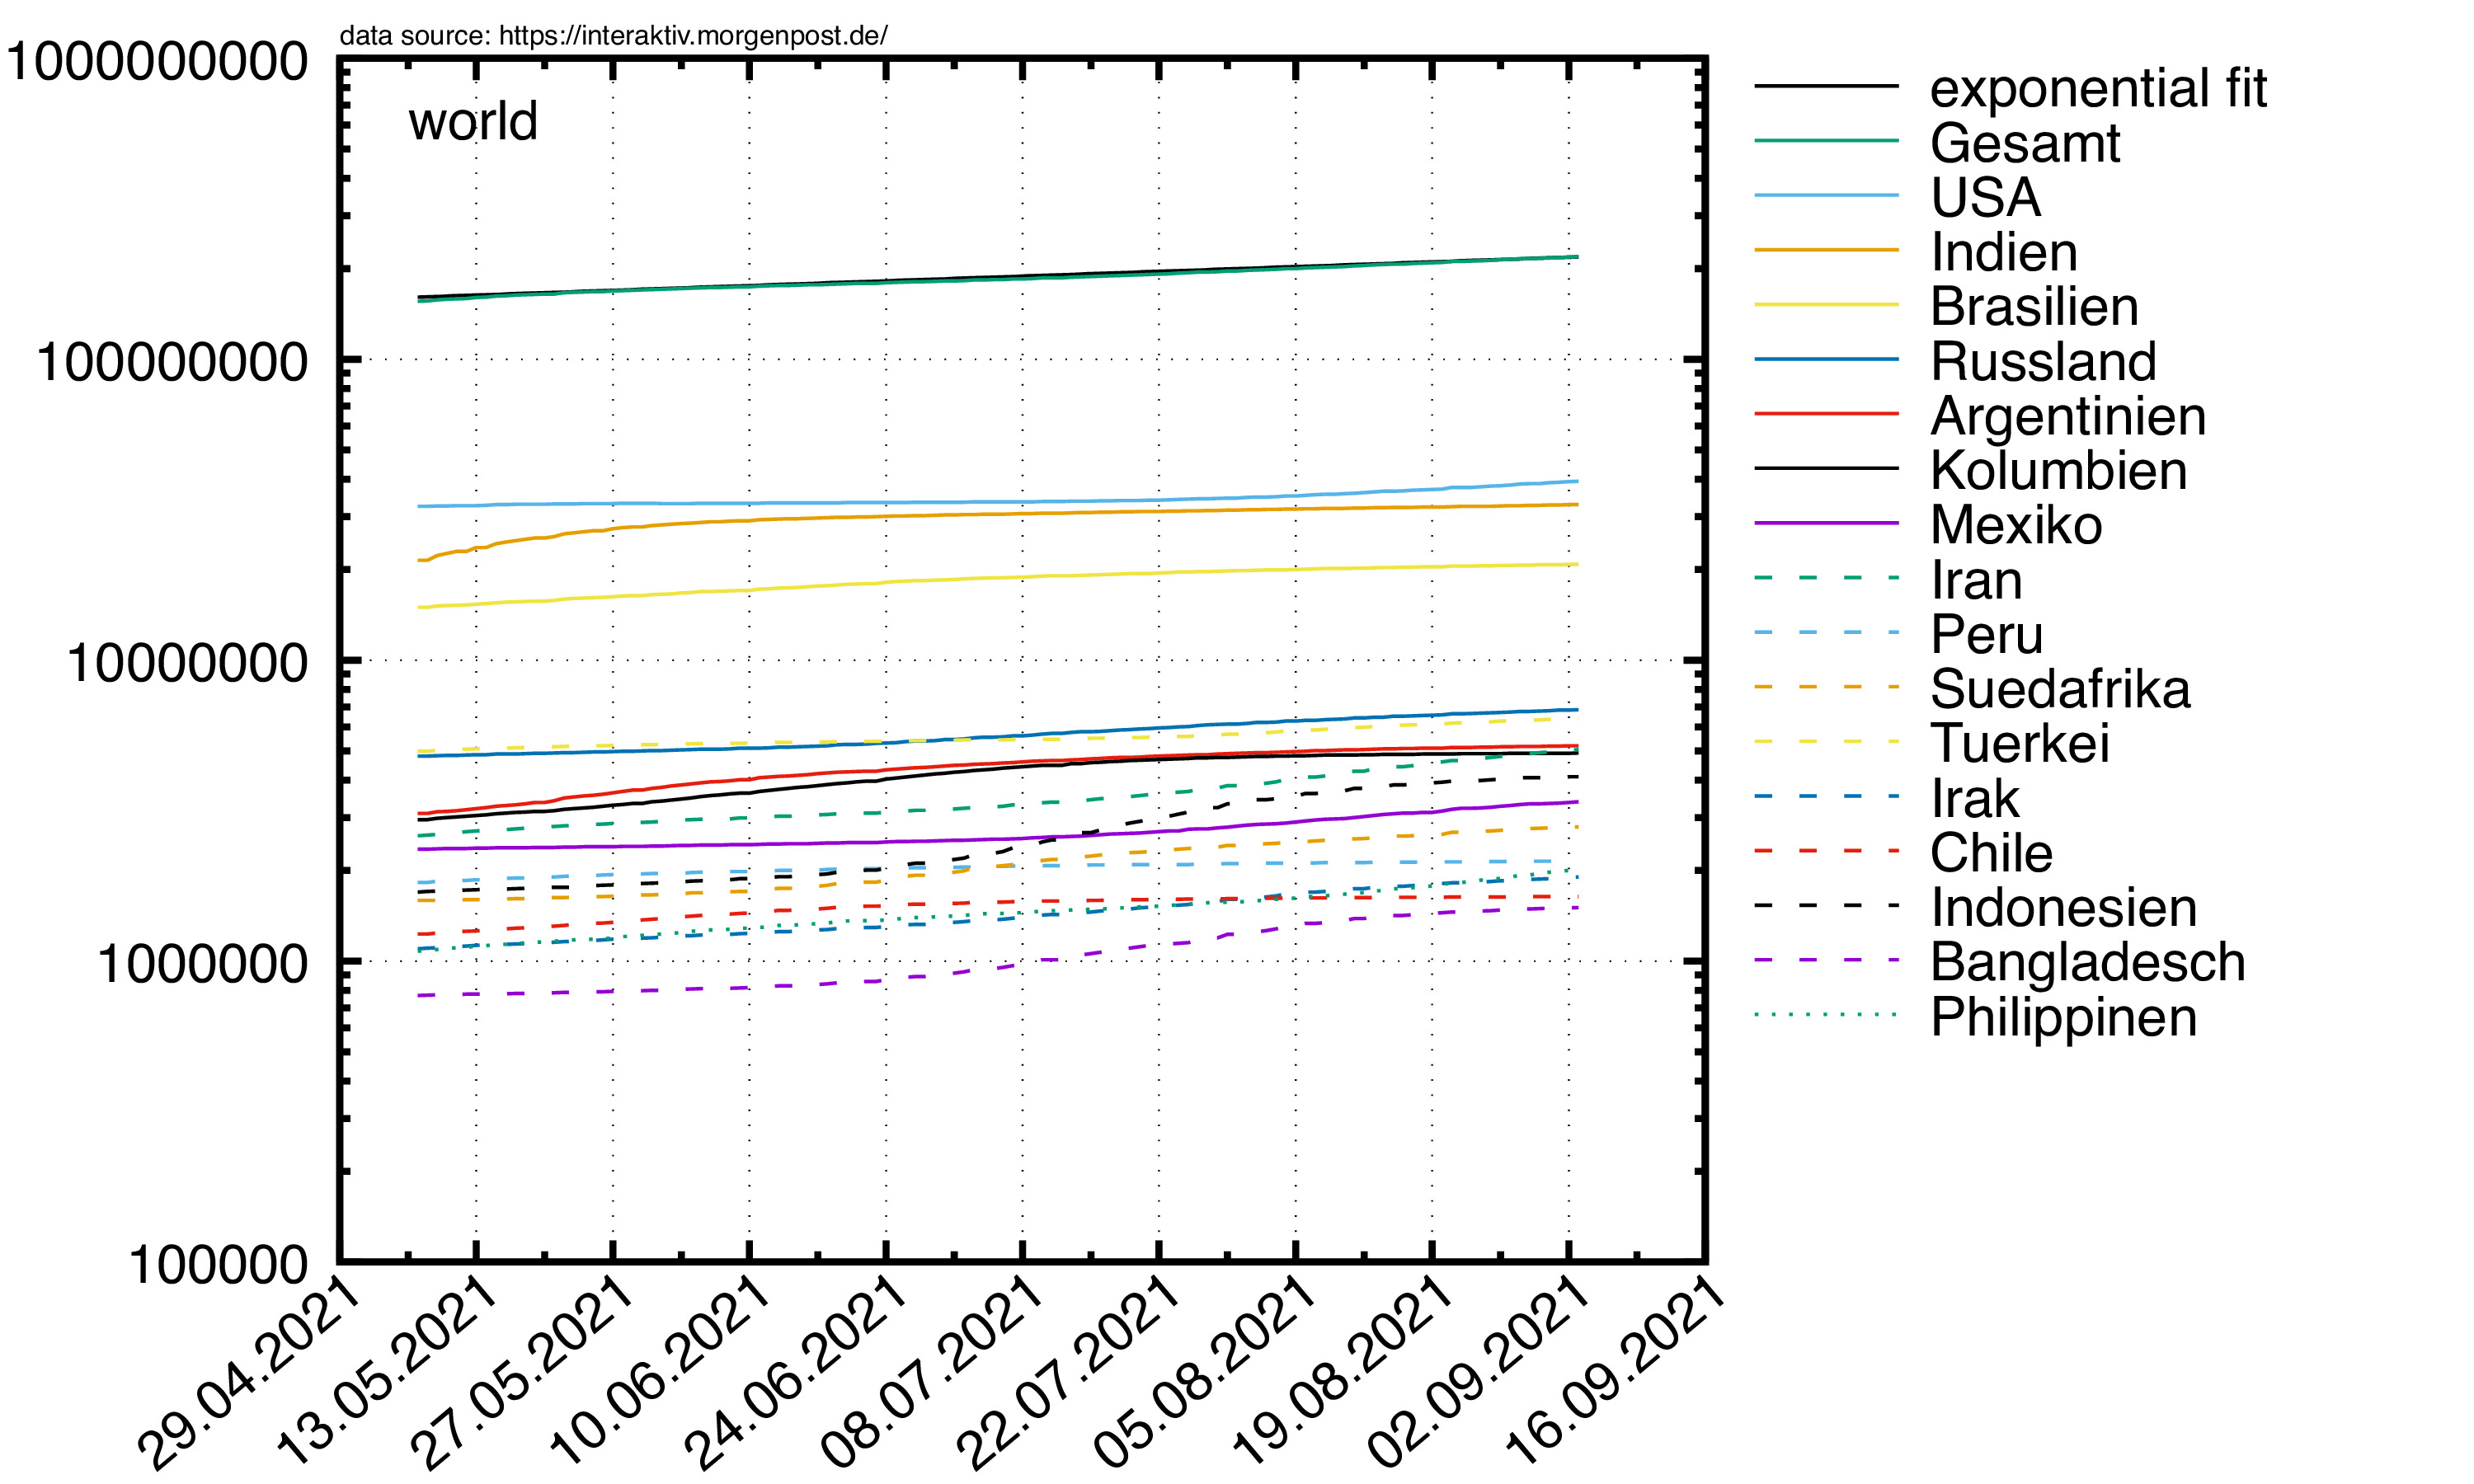 data source: https://interaktiv.morgenpost.de/
1000000000
100000000
10000000
1000000
100000
world
29.04.2021
13.05.2021
27.05.2021
10.06.2021
24.06.2021
08.07.2021
22.07.2021
05.08.2021
19.08.2021
02.09.2021
16.09.2021
exponential fit
Gesamt
USA
Indien
Brasilien
Russland
Argentinien
Kolumbien
Mexiko
Iran
Peru
Suedafrika
Tuerkei
Irak
Chile
Indonesien
Bangladesch
Philippinen